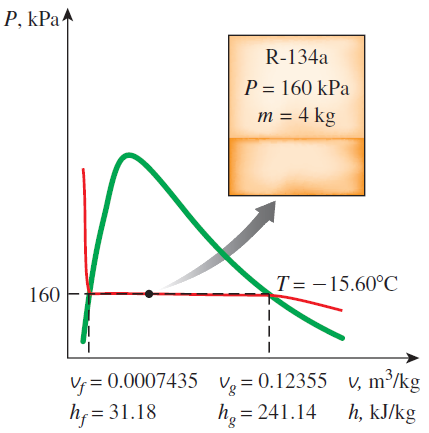 P, kPa
R-134a
P = 160 kPa
m = 4 kg
T = −15.60°C
160
v_f = 0.0007435 v_g = 0.12355 v, m³/kg
h_f = 31.18 h_g = 241.14 h, kJ/kg